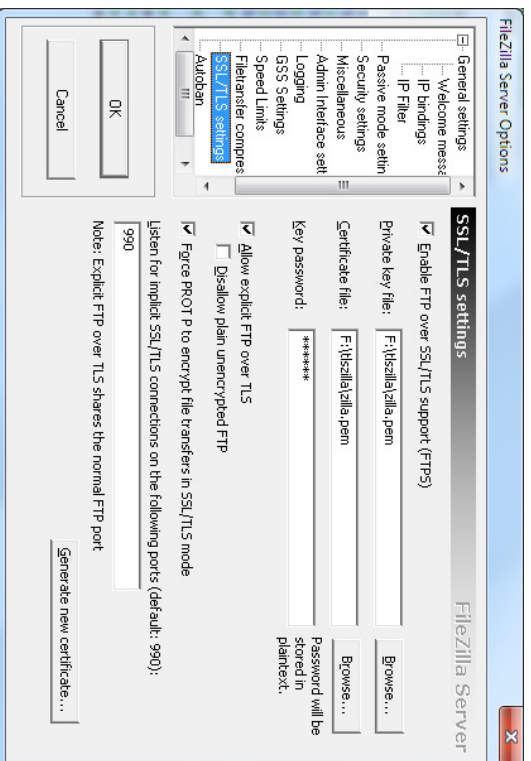 FileZilla Server Options
General settings
Welcome messa
IP bindings
IP Filter
Passive mode settin
Security settings
Miscellaneous
Admin Interface sett
Logging
GSS Settings
Speed Limits
Filetransfer compres
SSL/TLS settings
Autoban
OK
Cancel
SSL/TLS settings
FileZilla Server
Enable FTP over SSL/TLS support (FTPS)
Private key file: F:\tlszilla\zilla.pem Browse...
Certificate file: F:\tlszilla\zilla.pem Browse...
Key password: ****** Password will be
stored in
plaintext.
Allow explicit FTP over TLS
Disallow plain unencrypted FTP
Force PROT P to encrypt file transfers in SSL/TLS mode
Listen for implicit SSL/TLS connections on the following ports (default: 990):
990
Note: Explicit FTP over TLS shares the normal FTP port
Generate new certificate...